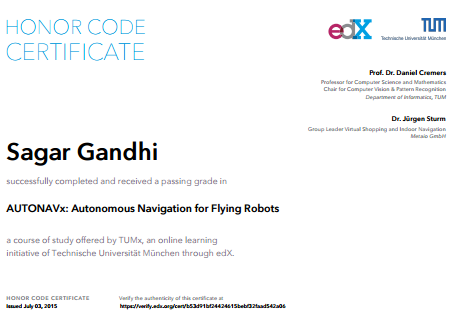 HONOR CODE
CERTIFICATE
edX
TUM
Technische Universität München
Prof. Dr. Daniel Cremers
Professor for Computer Science and Mathematics
Chair for Computer Vision & Pattern Recognition
Department of Informatics, TUM
Dr. Jürgen Sturm
Group Leader Virtual Shopping and Indoor Navigation
Metaio GmbH
Sagar Gandhi
successfully completed and received a passing grade in
AUTONAVx: Autonomous Navigation for Flying Robots
a course of study offered by TUMx, an online learning
initiative of Technische Universität München through edX.
HONOR CODE CERTIFICATE
Issued July 03, 2015
Verify the authenticity of this certificate at
https://verify.edx.org/cert/b53d91bf24424615bebf32faad542a06